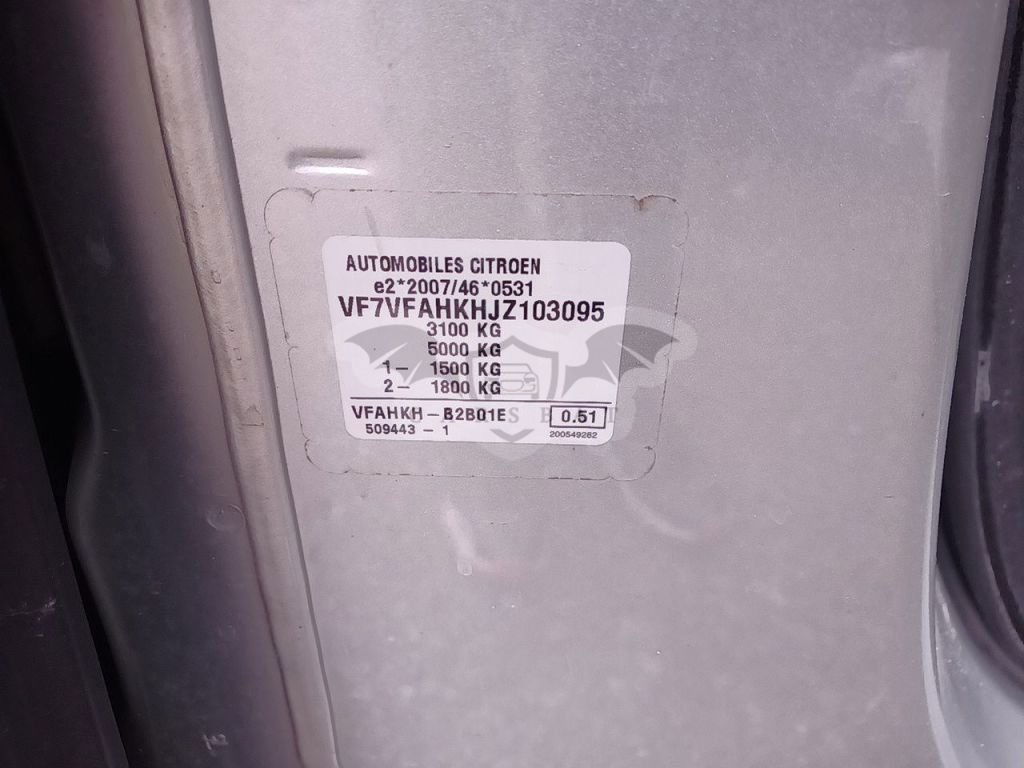 AUTOMOBILES CITROEN
e2*2007/46*0531
VF7VFAHKHJZ103095
3100 KG
5000 KG
1- 1500 KG
2- 1800 KG
VFAHKH-B2B01E 0.51
509443-1 200549282